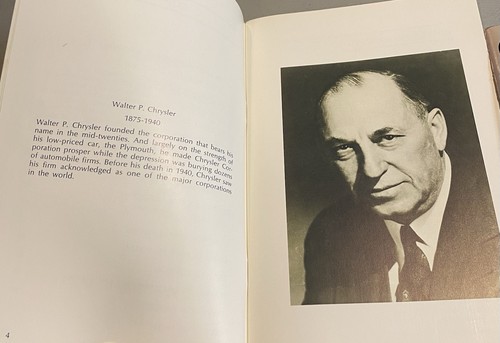 Walter P. Chrysler
1875-1940
Walter P. Chrysler founded the corporation that bears his
name in the mid-twenties. And largely on the strength of
his low-priced car, the Plymouth, he made Chrysler Cor-
poration prosper while the depression was burying dozens
of automobile firms. Before his death in 1940, Chrysler saw
his firm acknowledged as one of the major corporations
in the world.
4